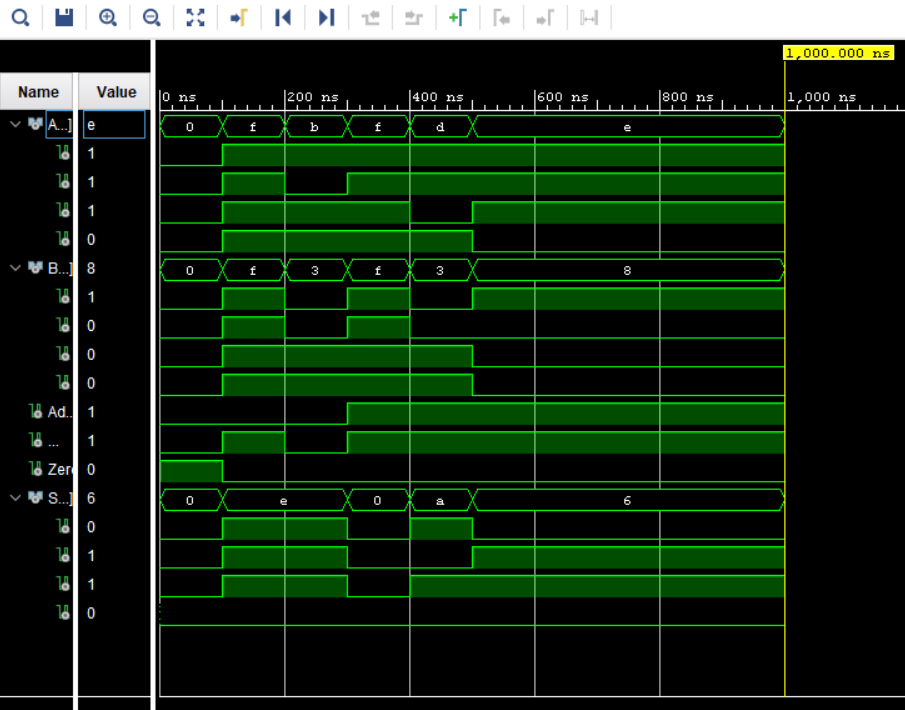 1,000.000 ns
Name Value
0 ns 200 ns 400 ns 600 ns 800 ns 1,000 ns
A...] e 0 f b f d e
1
1
1
0
B...] 8 0 f 3 f 3 8
1
0
0
0
Ad.. 1
... 1
Zero 0
S...] 6 0 e 0 a 6
0
1
1
0